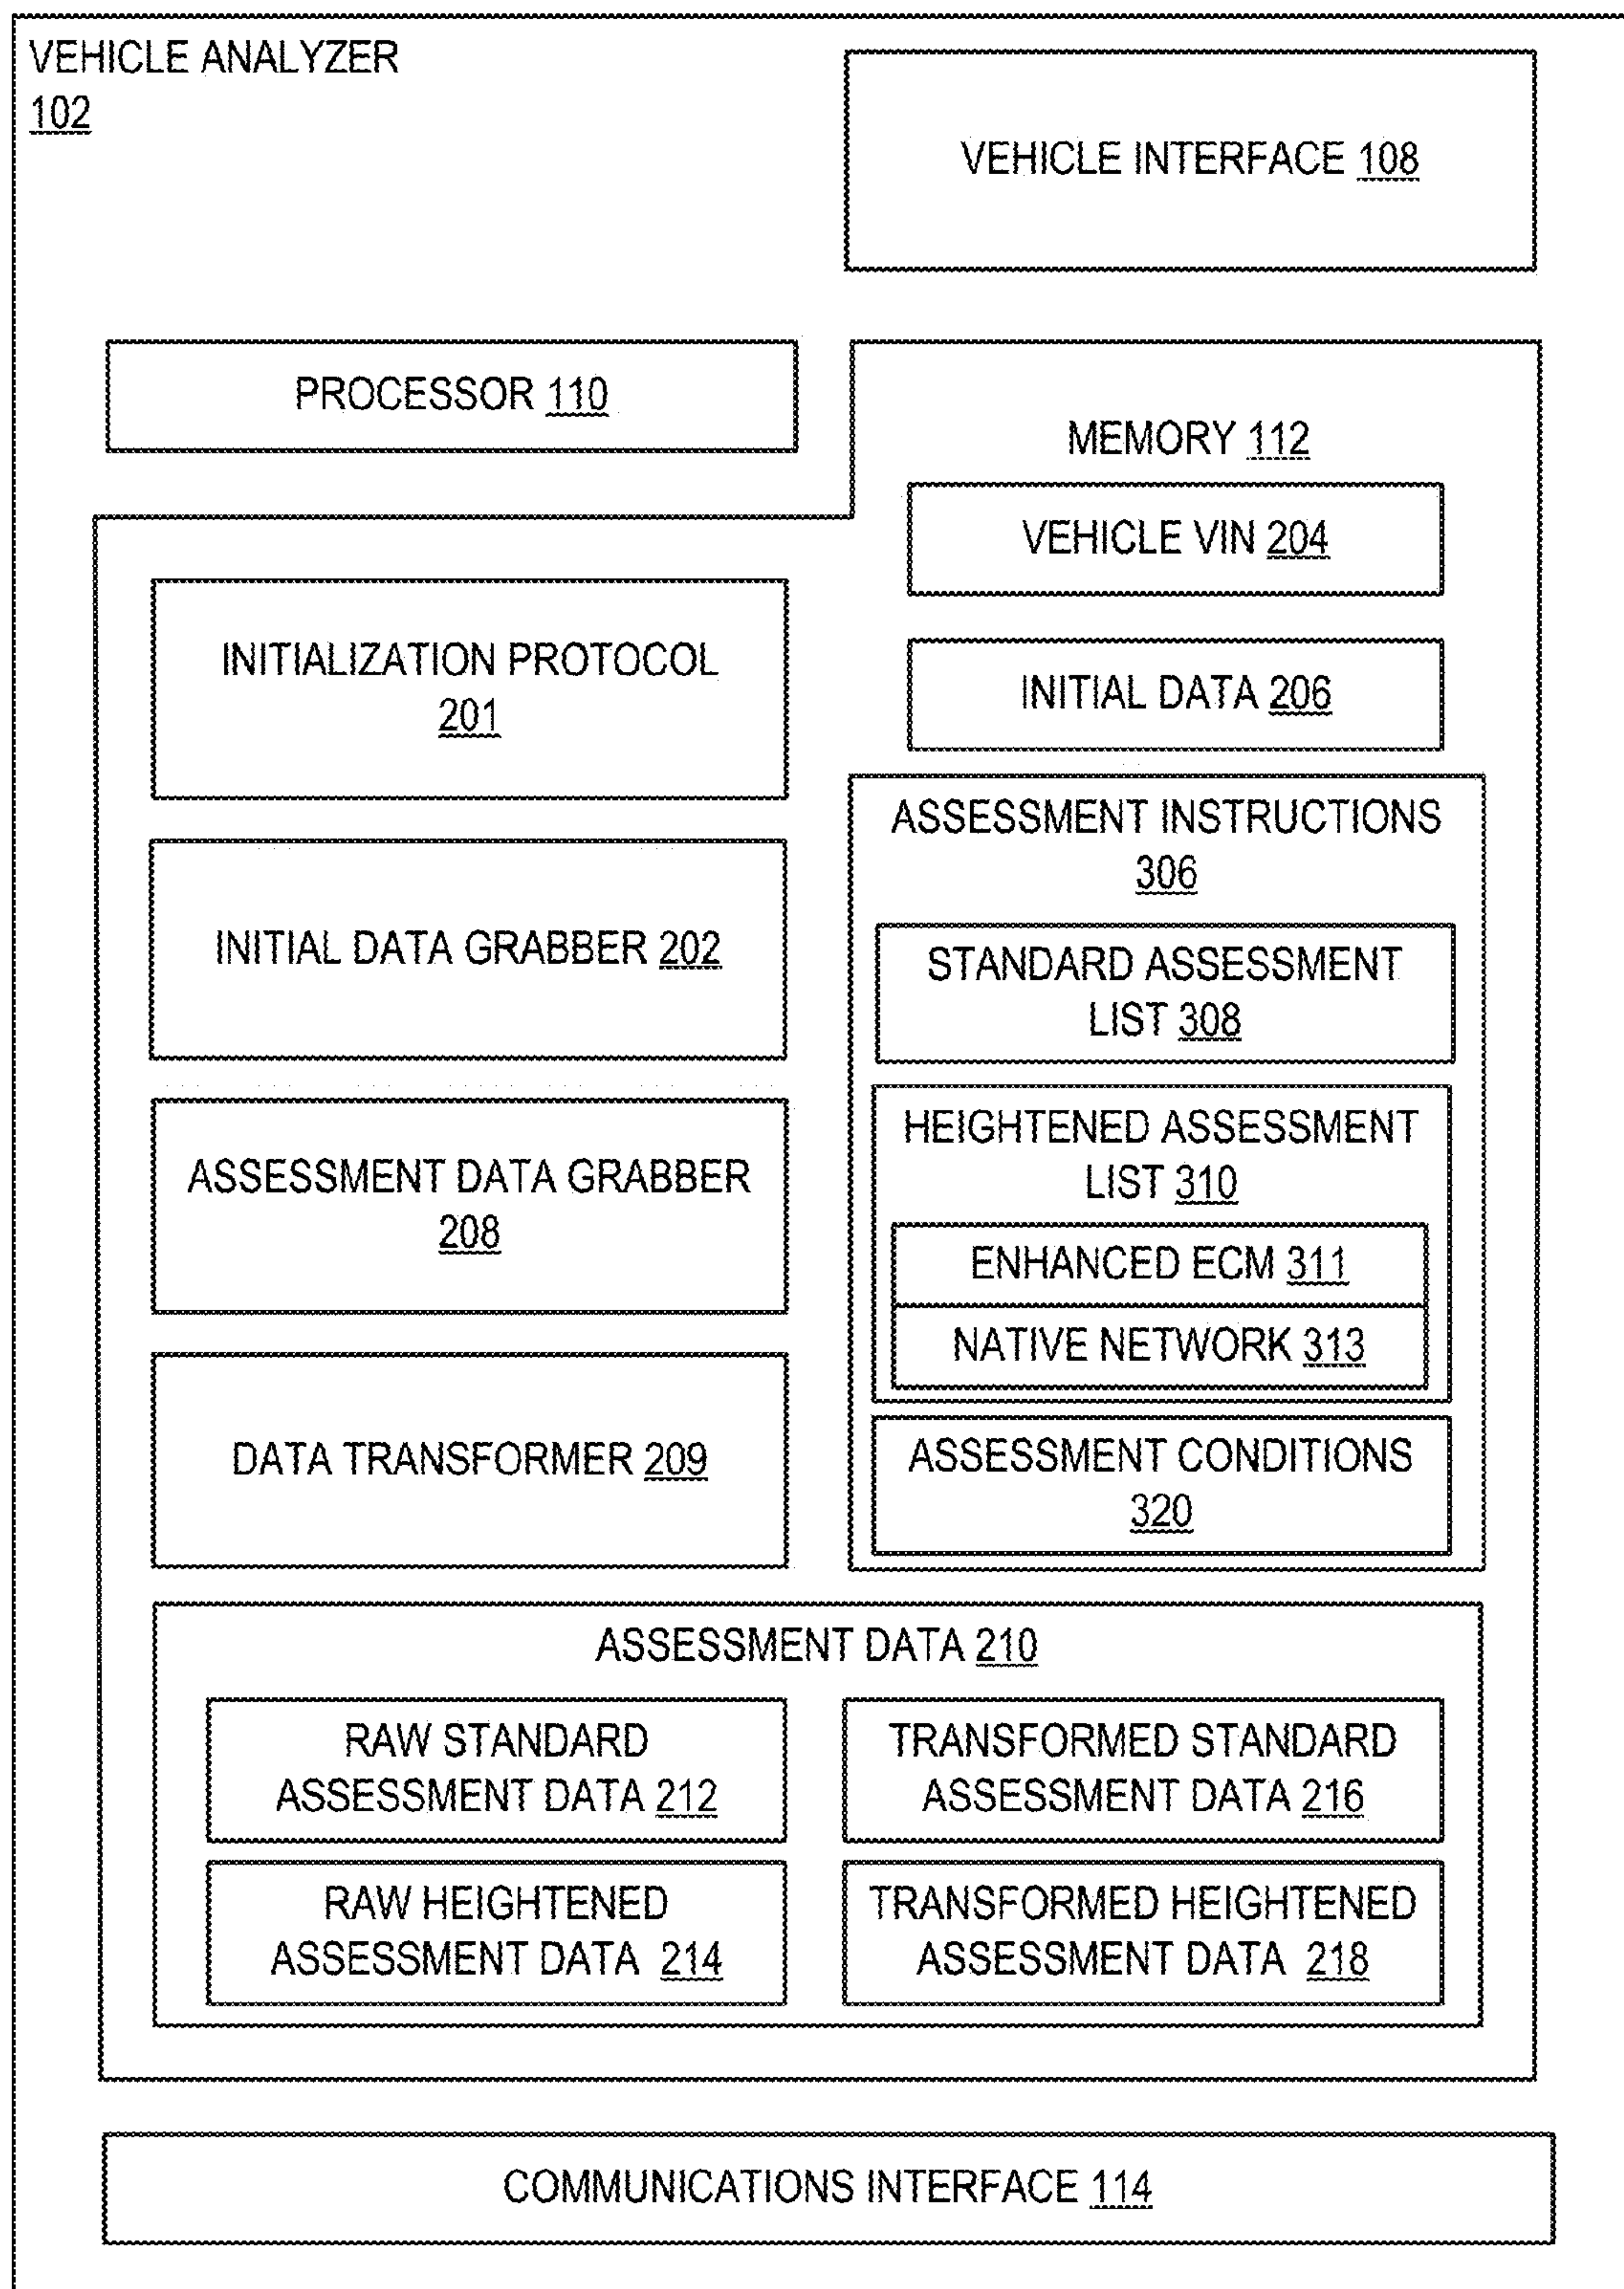 VEHICLE ANALYZER
102
VEHICLE INTERFACE 108
PROCESSOR 110
MEMORY 112
VEHICLE VIN 204
INITIAL DATA 206
INITIALIZATION PROTOCOL
201
INITIAL DATA GRABBER 202
ASSESSMENT DATA GRABBER
208
DATA TRANSFORMER 209
ASSESSMENT INSTRUCTIONS
306
STANDARD ASSESSMENT
LIST 308
HEIGHTENED ASSESSMENT
LIST 310
ENHANCED ECM 311
NATIVE NETWORK 313
ASSESSMENT CONDITIONS
320
ASSESSMENT DATA 210
RAW STANDARD
ASSESSMENT DATA 212
TRANSFORMED STANDARD
ASSESSMENT DATA 216
RAW HEIGHTENED
ASSESSMENT DATA 214
TRANSFORMED HEIGHTENED
ASSESSMENT DATA 218
COMMUNICATIONS INTERFACE 114